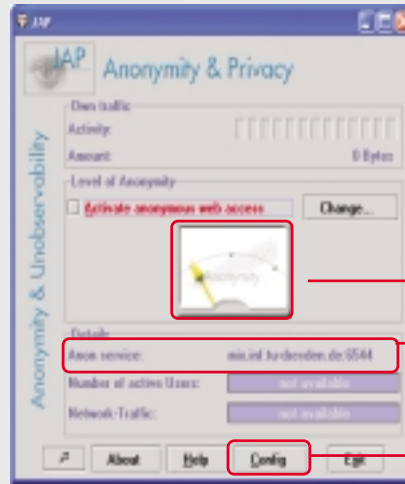 JAP
JAP Anonymity & Privacy
Anonymity & Unobservability
Own traffic
Activity:
Amount: 0 Bytes
Level of Anonymity
Activate anonymous web access Change...
Anonymity
Details
Anon service: mix.inf.tu-dresden.de:6544
Number of active Users: not available
Network-Traffic: not available
About Help Config Exit